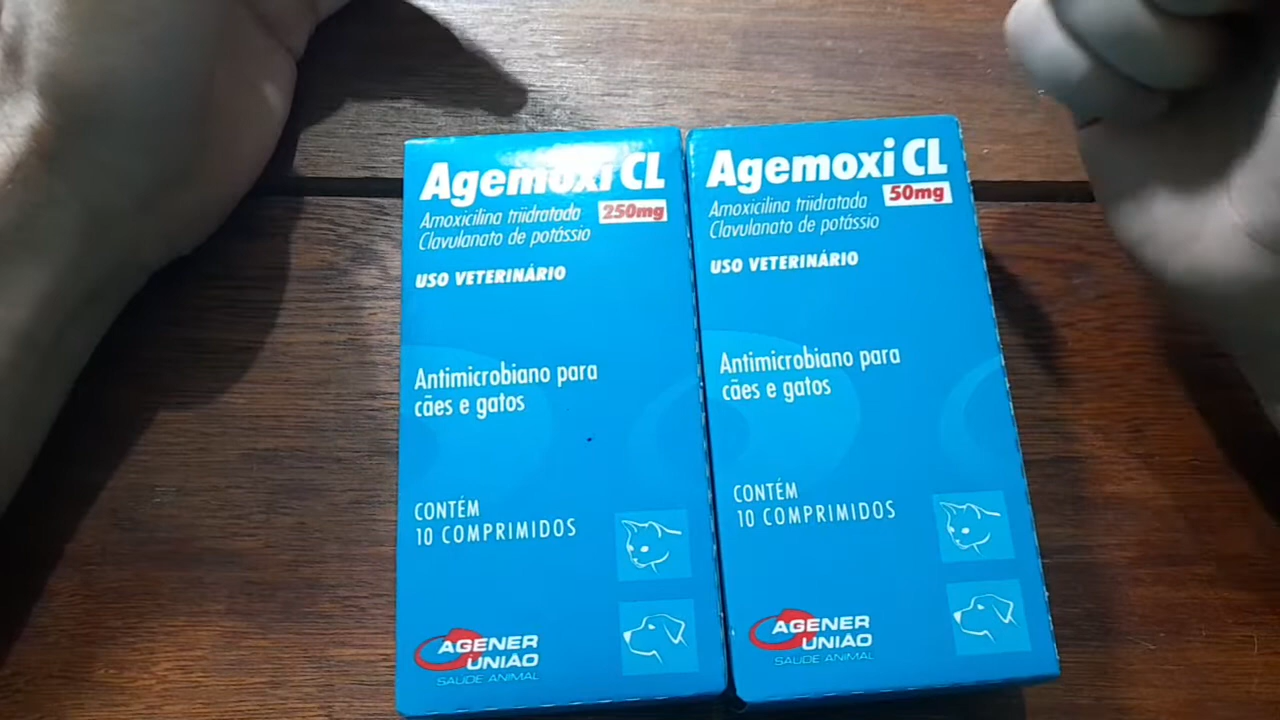 Agemoxi CL
Amoxicilina triidratada
250mg
Clavulanato de potássio
USO VETERINÁRIO
Antimicrobiano para
cães e gatos
CONTÉM
10 COMPRIMIDOS
AGENER
UNIÃO
SAÚDE ANIMAL
Agemoxi CL
50mg
Amoxicilina triidratada
Clavulanato de potássio
USO VETERINÁRIO
Antimicrobiano para
cães e gatos
CONTÉM
10 COMPRIMIDOS
AGENER
UNIÃO
SAÚDE ANIMAL